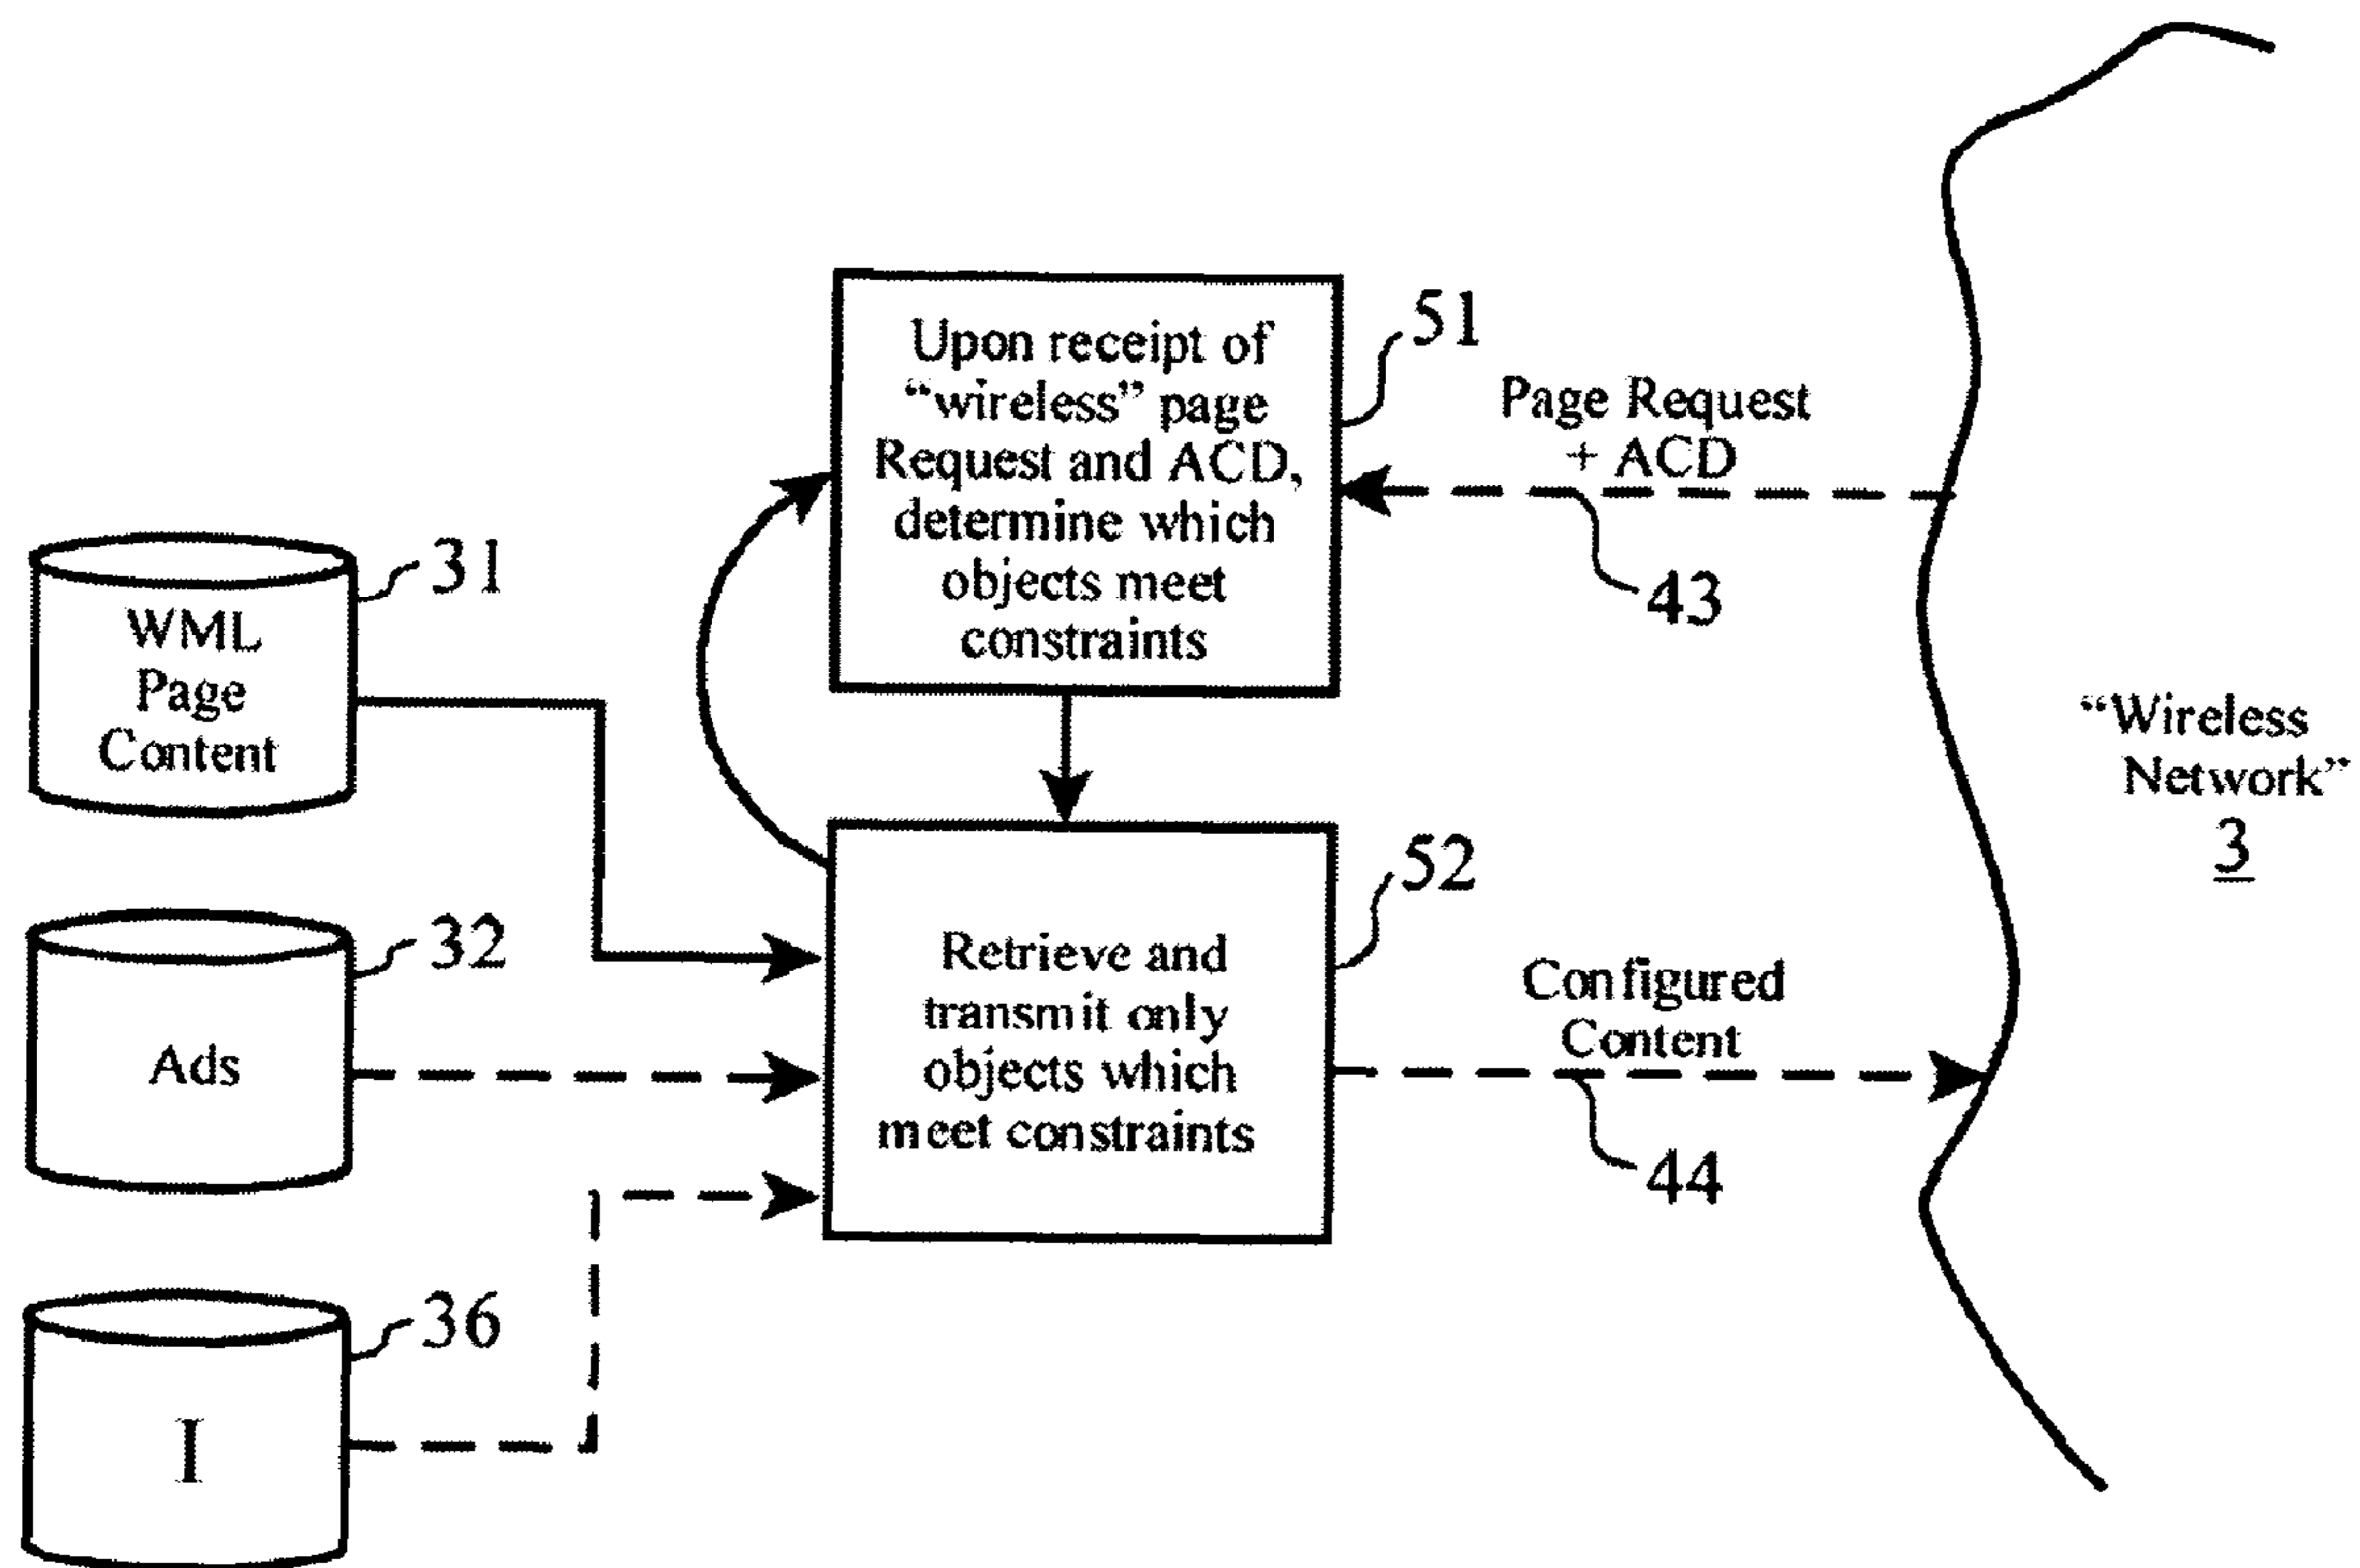 Upon receipt of
“wireless” page
Request and ACD,
determine which
objects meet
constraints
51
Page Request
+ ACD
43
31
WML
Page
Content
“Wireless
Network”
3
52
Retrieve and
transmit only
objects which
meet constraints
Configured
Content
44
32
Ads
36
I